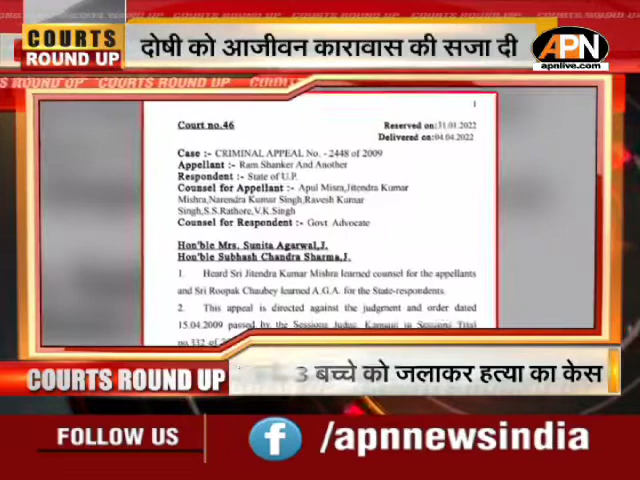 COURTS
ROUND UP
दोषी को आजीवन कारावास की सजा दी
APN
apnlive.com
COURTS ROUND UP
1
Court no.46
Reserved on:31.01.2022
Delivered on:04.04.2022
Case :- CRIMINAL APPEAL No. - 2448 of 2009
Appellant :- Ram Shanker And Another
Respondent :- State of U.P.
Counsel for Appellant :- Apul Misra,Jitendra Kumar
Mishra,Narendra Kumar Singh,Ravesh Kumar
Singh,S.S.Rathore,V.K.Singh
Counsel for Respondent :- Govt Advocate
Hon'ble Mrs. Sunita Agarwal,J.
Hon'ble Subhash Chandra Sharma,J.
1. Heard Sri Jitendra Kumar Mishra learned counsel for the appellants
and Sri Roopak Chaubey learned A.G.A. for the State-respondents.
2. This appeal is directed against the judgment and order dated
15.04.2009 passed by the Sessions Judge, in Sessions Trial
no.332 of
COURTS ROUND UP
3 बच्चे को जलाकर हत्या का केस
FOLLOW US
f /apnnewsindia